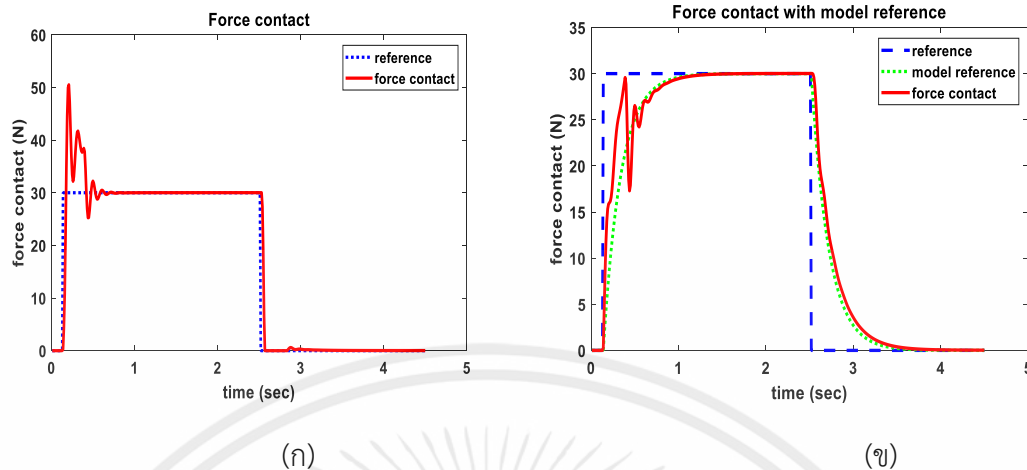 Force contact
reference
force contact
force contact (N)
60
50
40
30
20
10
0
0 1 2 3 4 5
time (sec)
(ก)
Force contact with model reference
reference
model reference
force contact
force contact (N)
35
30
25
20
15
10
5
0
0 1 2 3 4 5
time (sec)
(ข)